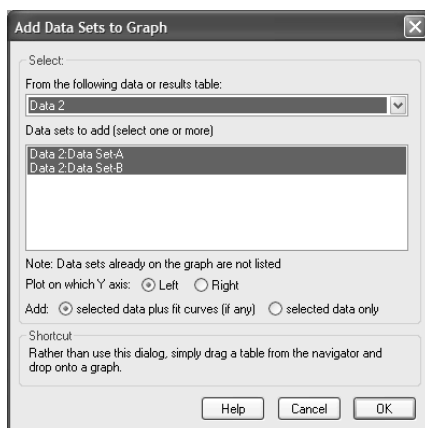 Add Data Sets to Graph
Select:
From the following data or results table:
Data 2
Data sets to add (select one or more)
Data 2:Data Set-A
Data 2:Data Set-B
Note: Data sets already on the graph are not listed
Plot on which Y axis: Left Right
Add: selected data plus fit curves (if any) selected data only
Shortcut
Rather than use this dialog, simply drag a table from the navigator and
drop onto a graph.
Help Cancel OK